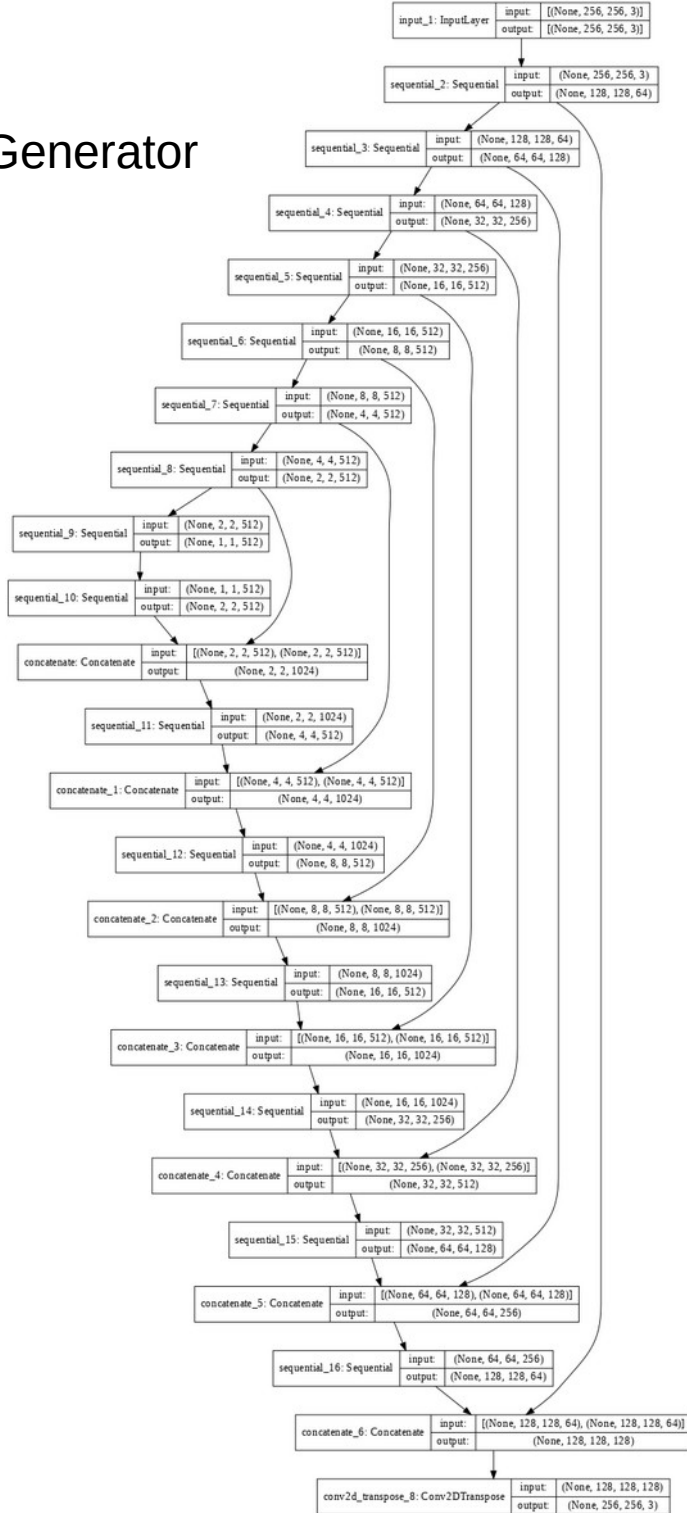 input_1: InputLayer
input:
[(None, 256, 256, 3)]
output:
[(None, 256, 256, 3)]
sequential_2: Sequential
input:
(None, 256, 256, 3)
output:
(None, 128, 128, 64)
Generator
sequential_3: Sequential
input:
(None, 128, 128, 64)
output:
(None, 64, 64, 128)
sequential_4: Sequential
input:
(None, 64, 64, 128)
output:
(None, 32, 32, 256)
sequential_5: Sequential
input:
(None, 32, 32, 256)
output:
(None, 16, 16, 512)
sequential_6: Sequential
input:
(None, 16, 16, 512)
output:
(None, 8, 8, 512)
sequential_7: Sequential
input:
(None, 8, 8, 512)
output:
(None, 4, 4, 512)
sequential_8: Sequential
input:
(None, 4, 4, 512)
output:
(None, 2, 2, 512)
sequential_9: Sequential
input:
(None, 2, 2, 512)
output:
(None, 1, 1, 512)
sequential_10: Sequential
input:
(None, 1, 1, 512)
output:
(None, 2, 2, 512)
concatenate: Concatenate
input:
[(None, 2, 2, 512), (None, 2, 2, 512)]
output:
(None, 2, 2, 1024)
sequential_11: Sequential
input:
(None, 2, 2, 1024)
output:
(None, 4, 4, 512)
concatenate_1: Concatenate
input:
[(None, 4, 4, 512), (None, 4, 4, 512)]
output:
(None, 4, 4, 1024)
sequential_12: Sequential
input:
(None, 4, 4, 1024)
output:
(None, 8, 8, 512)
concatenate_2: Concatenate
input:
[(None, 8, 8, 512), (None, 8, 8, 512)]
output:
(None, 8, 8, 1024)
sequential_13: Sequential
input:
(None, 8, 8, 1024)
output:
(None, 16, 16, 512)
concatenate_3: Concatenate
input:
[(None, 16, 16, 512), (None, 16, 16, 512)]
output:
(None, 16, 16, 1024)
sequential_14: Sequential
input:
(None, 16, 16, 1024)
output:
(None, 32, 32, 256)
concatenate_4: Concatenate
input:
[(None, 32, 32, 256), (None, 32, 32, 256)]
output:
(None, 32, 32, 512)
sequential_15: Sequential
input:
(None, 32, 32, 512)
output:
(None, 64, 64, 128)
concatenate_5: Concatenate
input:
[(None, 64, 64, 128), (None, 64, 64, 128)]
output:
(None, 64, 64, 256)
sequential_16: Sequential
input:
(None, 64, 64, 256)
output:
(None, 128, 128, 64)
concatenate_6: Concatenate
input:
[(None, 128, 128, 64), (None, 128, 128, 64)]
output:
(None, 128, 128, 128)
conv2d_transpose_8: Conv2DTranspose
input:
(None, 128, 128, 128)
output:
(None, 256, 256, 3)